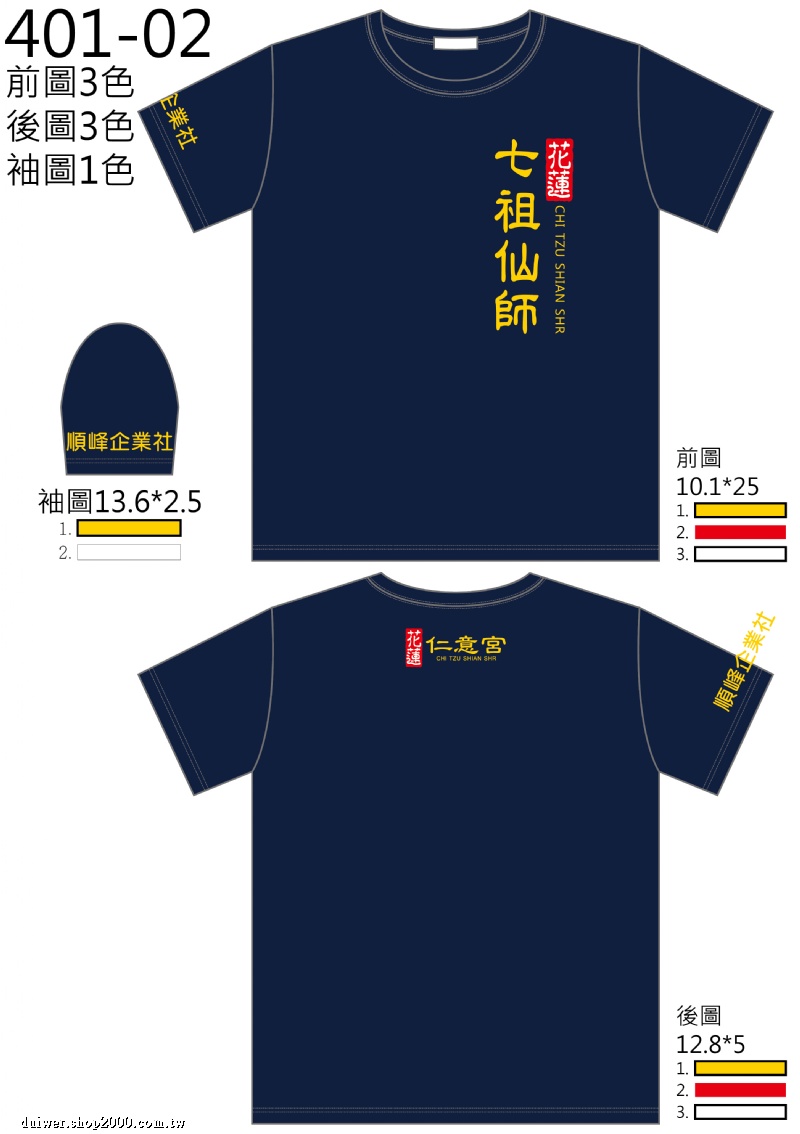 401-02
前圖3色
後圖3色
袖圖1色
企業社
花蓮
七祖仙師
CHI TZU SHIAN SHR
順峰企業社
袖圖13.6*2.5
1.
2.
前圖
10.1*25
1.
2.
3.
花蓮
仁意宮
CHI TZU SHIAN SHR
順峰企業社
後圖
12.8*5
1.
2.
3.
duiwer.shop2000.com.tw